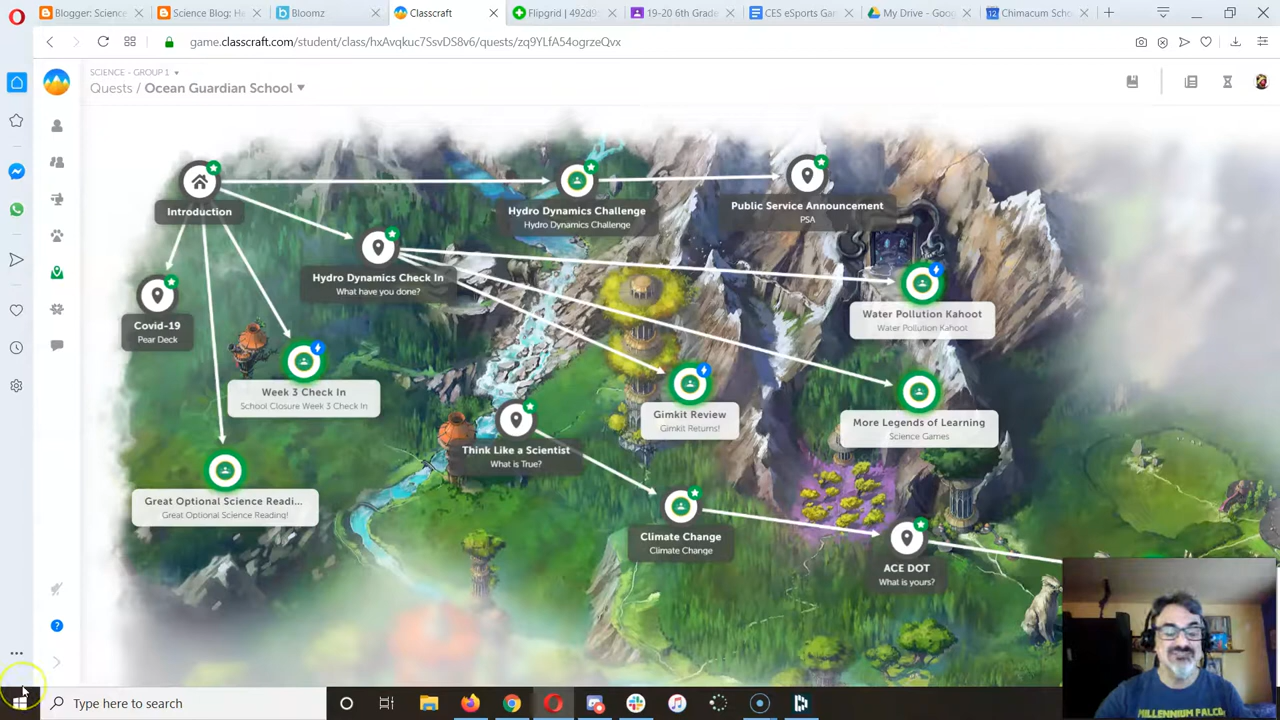 Blogger: Science
Science Blog: He
Bloomz
Classcraft
Flipgrid | 492d9
19-20 6th Grade
CES eSports Gar
My Drive - Goog
Chimacum Sch
game.classcraft.com/student/class/hxAvqkuc7SsvDS8v6/quests/zq9YLfA54ogrzeQvx
SCIENCE - GROUP 1
Quests / Ocean Guardian School
Introduction
Hydro Dynamics Challenge
Hydro Dynamics Challenge
Public Service Announcement
PSA
Hydro Dynamics Check In
What have you done?
Covid-19
Pear Deck
Water Pollution Kahoot
Water Pollution Kahoot
Week 3 Check In
School Closure Week 3 Check In
Gimkit Review
Gimkit Returns!
More Legends of Learning
Science Games
Think Like a Scientist
What is True?
Great Optional Science Readi...
Great Optional Science Reading!
Climate Change
Climate Change
ACE DOT
What is yours?
MILLENNIUM FALCO
Type here to search